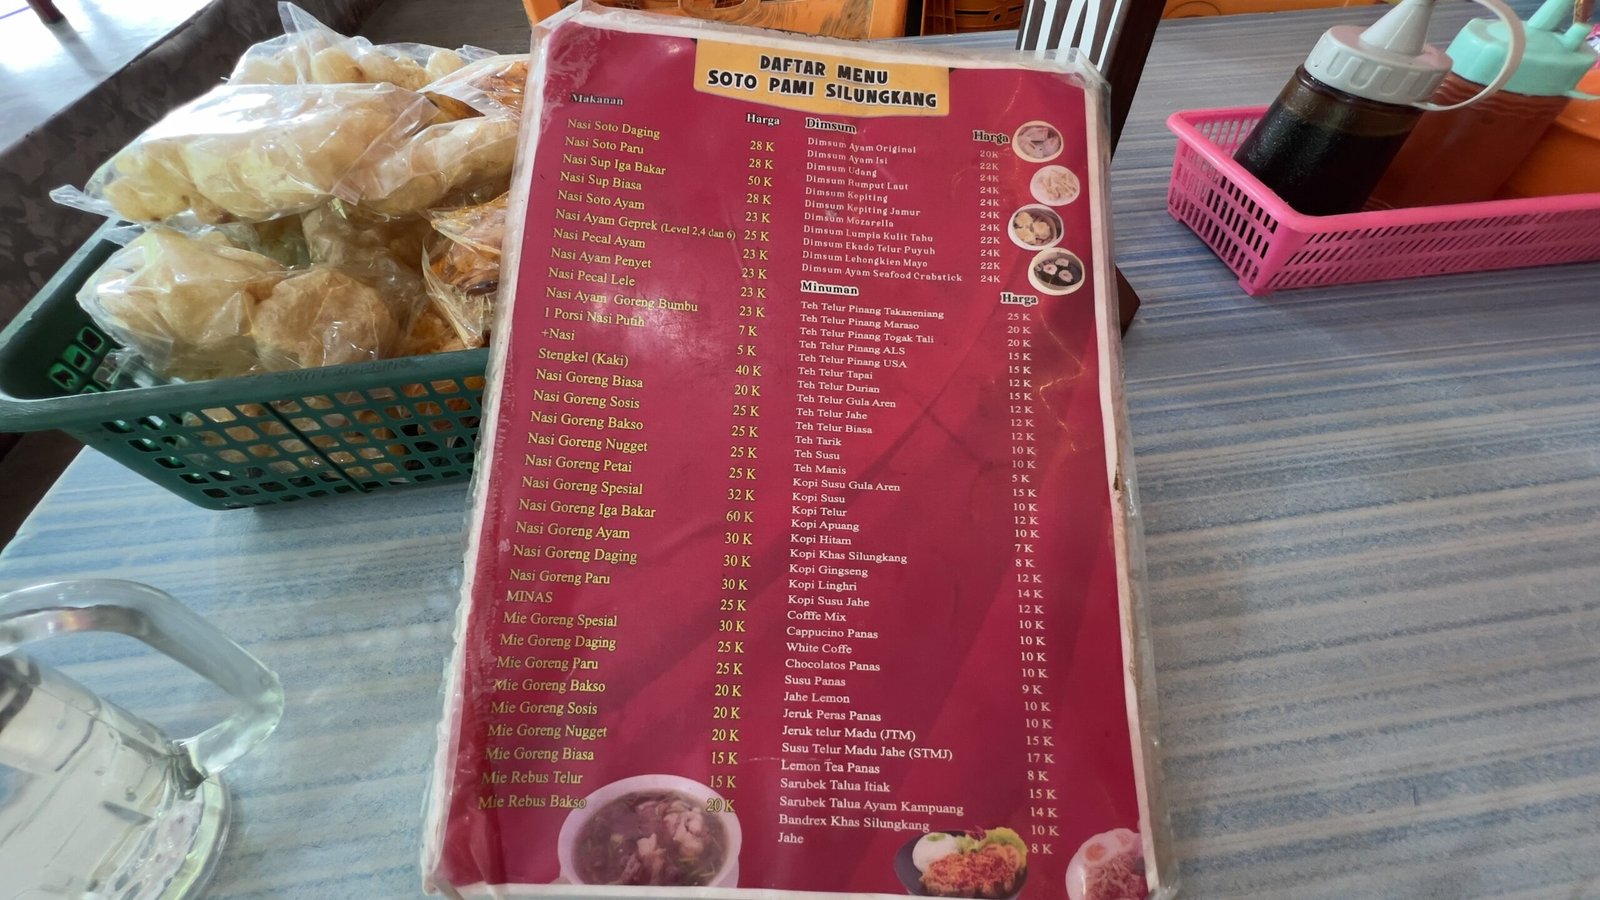 DAFTAR MENU
SOTO PAMI SILUNGKANG
Makanan Harga
Nasi Soto Daging 28 K
Nasi Soto Paru 28 K
Nasi Sup Iga Bakar 50 K
Nasi Sup Biasa 28 K
Nasi Soto Ayam 23 K
Nasi Ayam Geprek (Level 2,4 dan 6) 25 K
Nasi Pecal Ayam 23 K
Nasi Ayam Penyet 23 K
Nasi Pecal Lele 23 K
Nasi Ayam Goreng Bumbu 23 K
1 Porsi Nasi Putih 7 K
+Nasi 5 K
Stengkel (Kaki) 40 K
Nasi Goreng Biasa 20 K
Nasi Goreng Sosis 25 K
Nasi Goreng Bakso 25 K
Nasi Goreng Nugget 25 K
Nasi Goreng Petai 25 K
Nasi Goreng Spesial 32 K
Nasi Goreng Iga Bakar 60 K
Nasi Goreng Ayam 30 K
Nasi Goreng Daging 30 K
Nasi Goreng Paru 30 K
MINAS 25 K
Mie Goreng Spesial 30 K
Mie Goreng Daging 25 K
Mie Goreng Paru 25 K
Mie Goreng Bakso 20 K
Mie Goreng Sosis 20 K
Mie Goreng Nugget 20 K
Mie Goreng Biasa 15 K
Mie Rebus Telur 15 K
Mie Rebus Bakso 20 K
Dimsum Harga
Dimsum Ayam Original 20K
Dimsum Ayam Isi 22K
Dimsum Udang 24K
Dimsum Rumput Laut 24K
Dimsum Kepiting 24K
Dimsum Kepiting Jamur 24K
Dimsum Mozarella 24K
Dimsum Lumpia Kulit Tahu 22K
Dimsum Ekado Telur Puyuh 24K
Dimsum Lehongkien Mayo 22K
Dimsum Ayam Seafood Crabstick 24K
Minuman Harga
Teh Telur Pinang Takaneniang 25 K
Teh Telur Pinang Maraso 20 K
Teh Telur Pinang Togak Tali 20 K
Teh Telur Pinang ALS 15 K
Teh Telur Pinang USA 15 K
Teh Telur Tapai 12 K
Teh Telur Durian 15 K
Teh Telur Gula Aren 12 K
Teh Telur Jahe 12 K
Teh Telur Biasa 12 K
Teh Tarik 10 K
Teh Susu 10 K
Teh Manis 5 K
Kopi Susu Gula Aren 15 K
Kopi Susu 10 K
Kopi Telur 12 K
Kopi Apuang 10 K
Kopi Hitam 7 K
Kopi Khas Silungkang 8 K
Kopi Gingseng 12 K
Kopi Linghri 14 K
Kopi Susu Jahe 12 K
Cofffe Mix 10 K
Cappucino Panas 10 K
White Coffe 10 K
Chocolatos Panas 10 K
Susu Panas 9 K
Jahe Lemon 10 K
Jeruk Peras Panas 10 K
Jeruk telur Madu (JTM) 15 K
Susu Telur Madu Jahe (STMJ) 17 K
Lemon Tea Panas 8 K
Sarubek Talua Itiak 15 K
Sarubek Talua Ayam Kampuang 14 K
Bandrex Khas Silungkang 10 K
Jahe 8 K